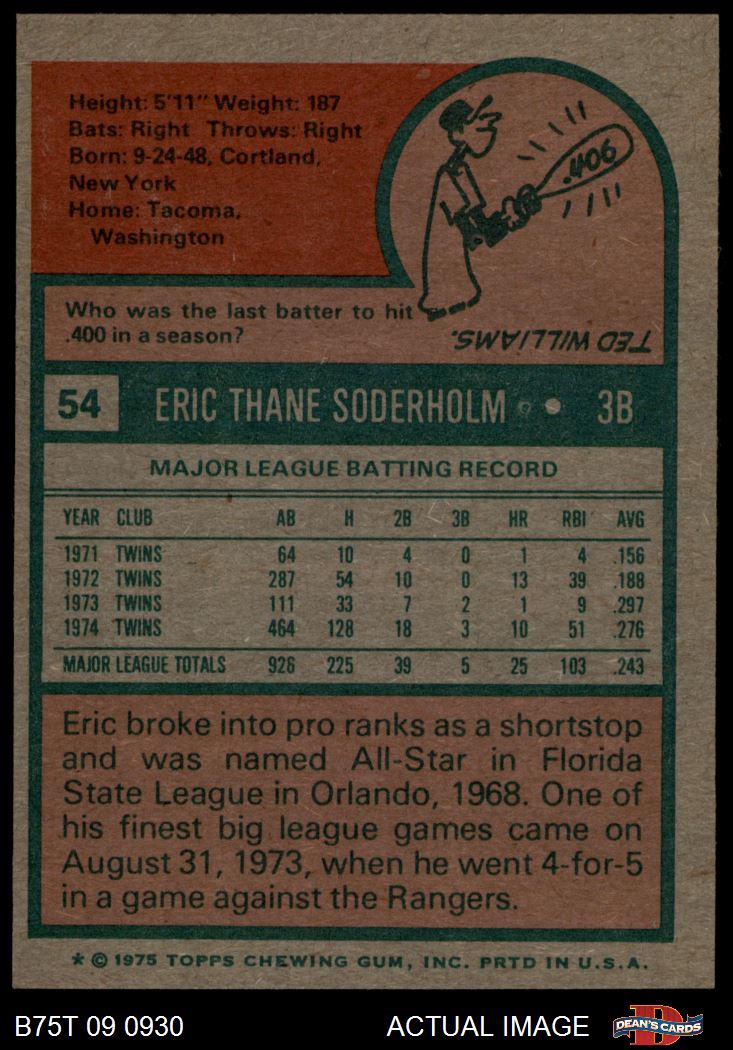 Height: 5'11" Weight: 187
Bats: Right Throws: Right
Born: 9-24-48, Cortland,
New York
Home: Tacoma,
Washington
.406
Who was the last batter to hit
.400 in a season?
TED WILLIAMS.
54 ERIC THANE SODERHOLM • 3B
MAJOR LEAGUE BATTING RECORD
YEAR CLUB AB H 2B 3B HR RBI AVG
1971 TWINS 64 10 4 0 1 4 .156
1972 TWINS 287 54 10 0 13 39 .188
1973 TWINS 111 33 7 2 1 9 .297
1974 TWINS 464 128 18 3 10 51 .276
MAJOR LEAGUE TOTALS 926 225 39 5 25 103 .243
Eric broke into pro ranks as a shortstop
and was named All-Star in Florida
State League in Orlando, 1968. One of
his finest big league games came on
August 31, 1973, when he went 4-for-5
in a game against the Rangers.
* © 1975 TOPPS CHEWING GUM, INC. PRTD IN U.S.A.
B75T 09 0930 ACTUAL IMAGE DEAN'S CARDS